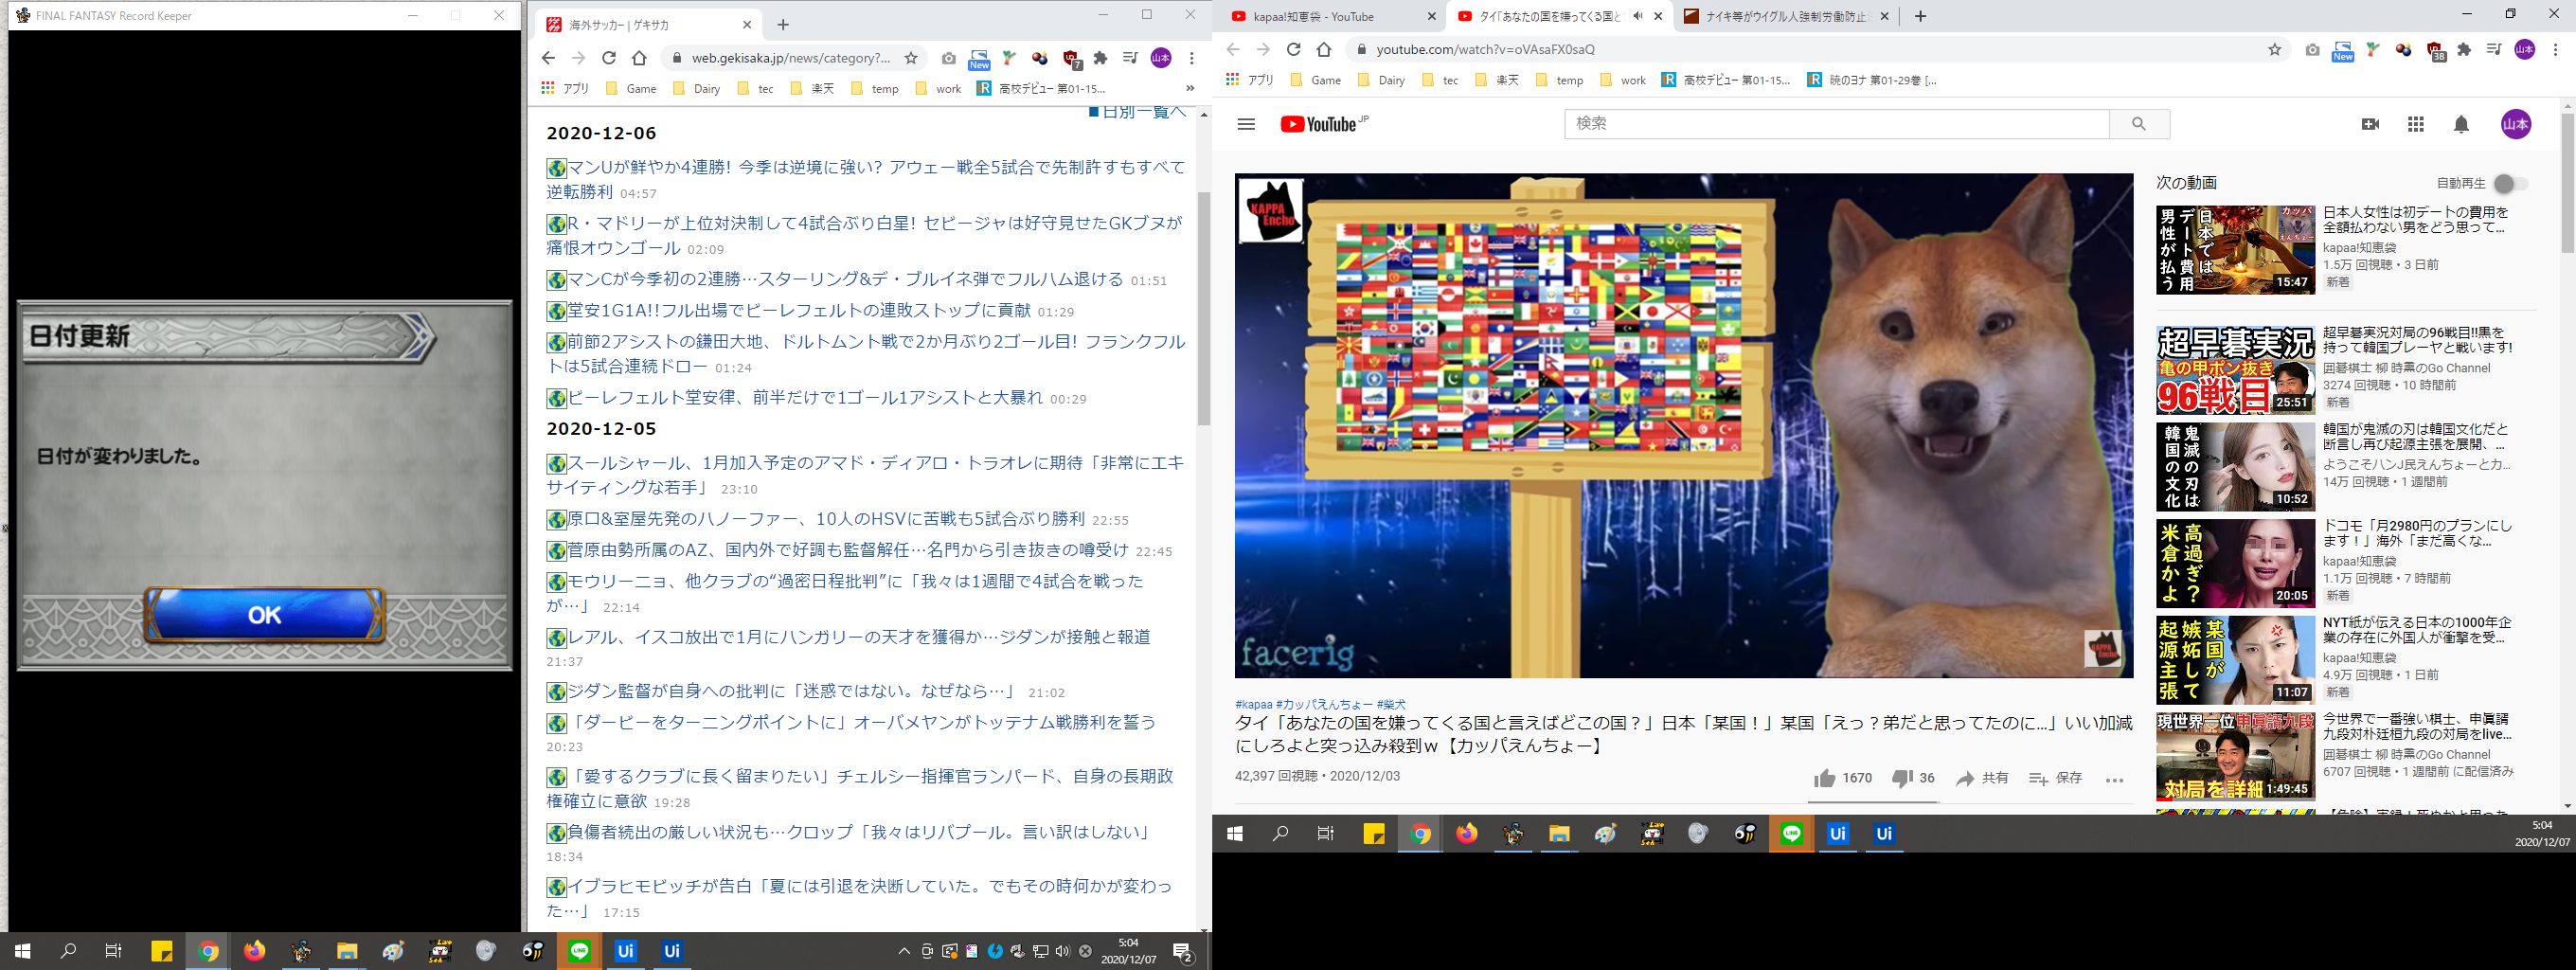 FINAL FANTASY Record Keeper
日付更新
日付が変わりました。
OK
海外サッカー | ゲキサカ
web.gekisaka.jp/news/category?...
New
7
山本
アプリ
Game
Dairy
tec
楽天
temp
work
高校デビュー 第01-15...
»
■日別一覧へ
2020-12-06
マンUが鮮やか4連勝! 今季は逆境に強い? アウェー戦全5試合で先制許すもすべて
逆転勝利 04:57
R・マドリーが上位対決制して4試合ぶり白星! セビージャは好守見せたGKブヌが
痛恨オウンゴール 02:09
マンCが今季初の2連勝…スターリング&デ・ブルイネ弾でフルハム退ける 01:51
堂安1G1A!!フル出場でビーレフェルトの連敗ストップに貢献 01:29
前節2アシストの鎌田大地、ドルトムント戦で2か月ぶり2ゴール目! フランクフル
トは5試合連続ドロー 01:24
ビーレフェルト堂安律、前半だけで1ゴール1アシストと大暴れ 00:29
2020-12-05
スールシャール、1月加入予定のアマド・ディアロ・トラオレに期待「非常にエキ
サイティングな若手」 23:10
原口&室屋先発のハノーファー、10人のHSVに苦戦も5試合ぶり勝利 22:55
菅原由勢所属のAZ、国内外で好調も監督解任…名門から引き抜きの噂受け 22:45
モウリーニョ、他クラブの“過密日程批判”に「我々は1週間で4試合を戦った
が…」 22:14
レアル、イスコ放出で1月にハンガリーの天才を獲得か…ジダンが接触と報道
21:37
ジダン監督が自身への批判に「迷惑ではない。なぜなら…」 21:02
「ダービーをターニングポイントに」オーバメヤンがトッテナム戦勝利を誓う
20:23
「愛するクラブに長く留まりたい」チェルシー指揮官ランパード、自身の長期政
権確立に意欲 19:28
負傷者続出の厳しい状況も…クロップ「我々はリバプール。言い訳はしない」
18:34
イブラヒモビッチが告白「夏には引退を決断していた。でもその時何かが変わっ
た…」 17:15
LINE
Ui
Ui
5:04
2020/12/07
2
kapaa!知恵袋 - YouTube
タイ「あなたの国を嫌ってくる国と
ナイキ等がウイグル人強制労働防止
youtube.com/watch?v=oVAsaFX0saQ
New
38
山本
アプリ
Game
Dairy
tec
楽天
temp
work
高校デビュー 第01-15...
暁のヨナ 第01-29巻 [...
YouTube JP
検索
山本
KAPPA
Encho
facerig
#kapaa #カッパえんちょー #柴犬
タイ「あなたの国を嫌ってくる国と言えばどこの国？」日本「某国！」某国「えっ？弟だと思ってたのに...」いい加減
にしろよと突っ込み殺到ｗ【カッパえんちょー】
42,397 回視聴・2020/12/03
1670
36
共有
保存
次の動画
自動再生
日本では
デート費用
男性が払う
カッパ
えんちょー
15:47
日本人女性は初デートの費用を
全額払わない男をどう思って...
kapaa!知恵袋
1.5万 回視聴・3 日前
新着
超早碁実況
亀の甲ポン抜き
96戦目
25:51
超早碁実況対局の96戦目!!黒を
持って韓国プレーヤと戦います!
囲碁棋士 柳 時熏のGo Channel
3274 回視聴・10 時間前
新着
鬼滅の刃は
韓国の文化
10:52
韓国が鬼滅の刃は韓国文化だと
断言し再び起源主張を展開、...
ようこそハンJ民えんちょーとカ...
14万 回視聴・1 週間前
高過ぎ?
米倉かよ
20:05
ドコモ「月2980円のプランにし
ます！」海外「まだ高くな...
kapaa!知恵袋
1.1万 回視聴・7 時間前
新着
某国が
嫉妬して
起源主張
11:07
NYT紙が伝える日本の1000年企
業の存在に外国人が衝撃を受...
kapaa!知恵袋
4.9万 回視聴・1 日前
新着
現世界一位申眞諝九段
対局を詳細
1:49:45
今世界で一番強い棋士、申眞諝
九段対朴廷桓九段の対局をlive...
囲碁棋士 柳 時熏のGo Channel
6707 回視聴・1 週間前 に配信済み
LINE
Ui
Ui
5:04
2020/12/07